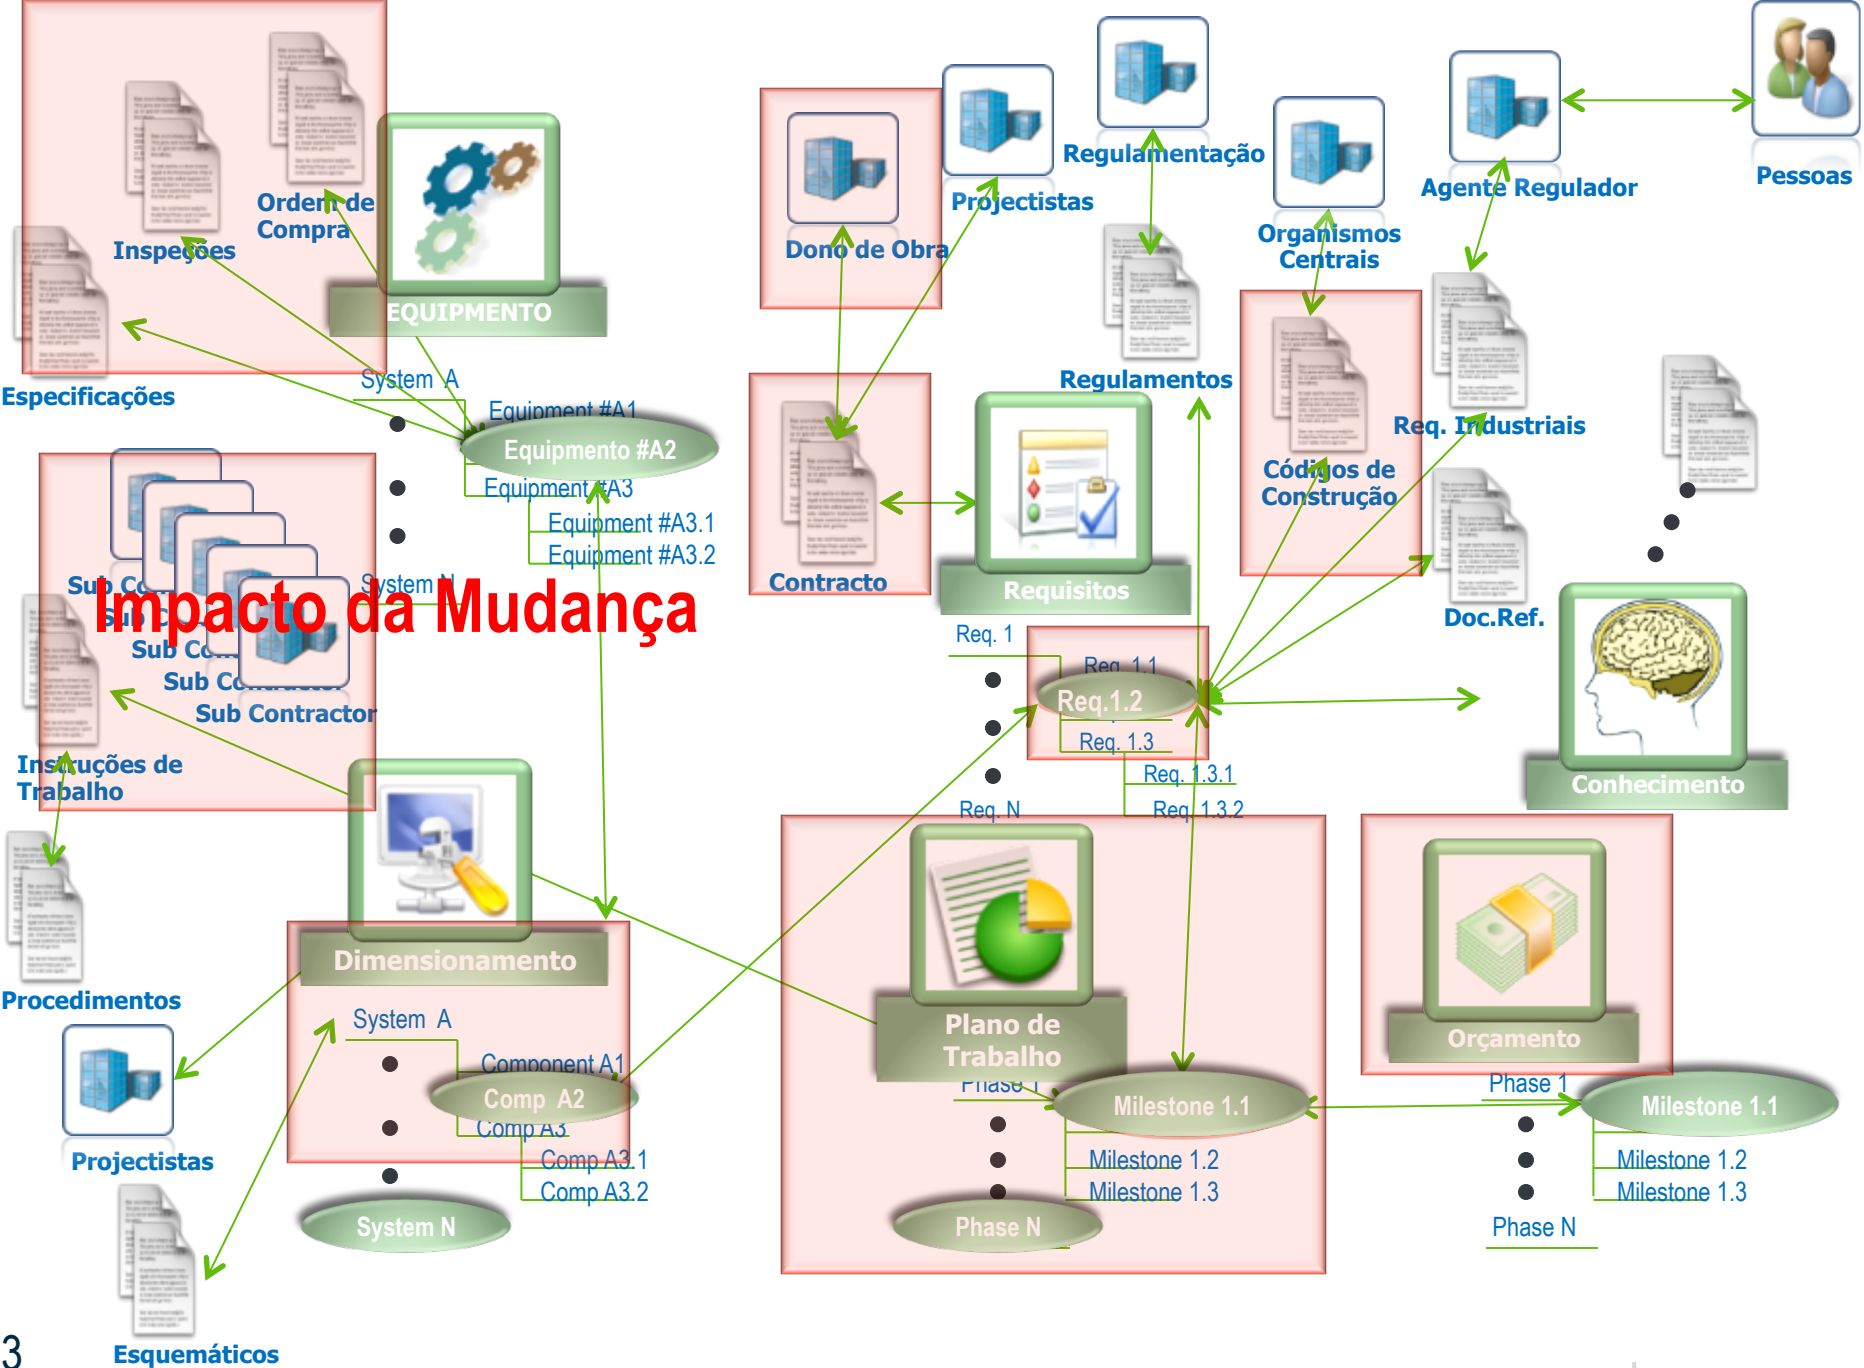 Ordem de
Compra
Inspeções
EQUIPMENTO
Especificações
System A
Equipment #A1
Equipmento #A2
Equipment #A3
Equipment #A3.1
Equipment #A3.2
System N
Impacto da Mudança
Sub Contractor
Sub Contractor
Instruções de
Trabalho
Procedimentos
Projectistas
Esquemáticos
Dimensionamento
System A
Component A1
Comp A2
Comp A3
Comp A3.1
Comp A3.2
System N
Dono de Obra
Projectistas
Regulamentação
Organismos
Centrais
Agente Regulador
Pessoas
Regulamentos
Contracto
Requisitos
Códigos de
Construção
Req. Industriais
Doc.Ref.
Conhecimento
Req. 1
Req. 1.1
Req.1.2
Req. 1.3
Req. 1.3.1
Req. 1.3.2
Req. N
Plano de
Trabalho
Phase 1
Milestone 1.1
Milestone 1.2
Milestone 1.3
Phase N
Orçamento
Phase 1
Milestone 1.1
Milestone 1.2
Milestone 1.3
Phase N
3